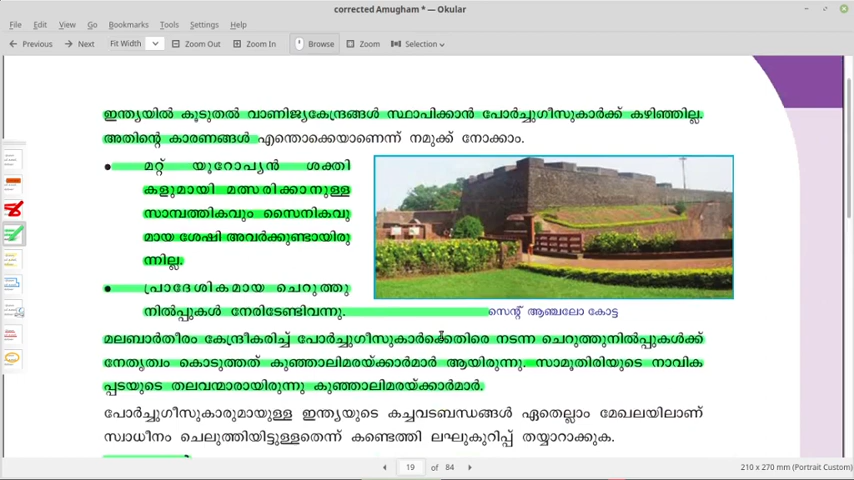 corrected Amugham * — Okular
File Edit View Go Bookmarks Tools Settings Help
Previous Next Fit Width Zoom Out Zoom In Browse Zoom Selection
ഇന്ത്യയിൽ കൂടുതൽ വാണിജ്യകേന്ദ്രങ്ങൾ സ്ഥാപിക്കാൻ പോർച്ചുഗീസുകാർക്ക് കഴിഞ്ഞില്ല.
അതിന്റെ കാരണങ്ങൾ എന്തൊക്കെയാണെന്ന് നമുക്ക് നോക്കാം.
● മറ്റ് യൂറോപ്യൻ ശക്തി
കളുമായി മത്സരിക്കാനുള്ള
സാമ്പത്തികവും സൈനികവു
മായ ശേഷി അവർക്കുണ്ടായിരു
ന്നില്ല.
● പ്രാദേശികമായ ചെറുത്തു
നിൽപ്പുകൾ നേരിടേണ്ടിവന്നു.
സെന്റ് ആഞ്ചലോ കോട്ട
മലബാർതീരം കേന്ദ്രീകരിച്ച് പോർച്ചുഗീസുകാർക്കെതിരെ നടന്ന ചെറുത്തുനിൽപ്പുകൾക്ക്
നേതൃത്വം കൊടുത്തത് കുഞ്ഞാലിമരയ്ക്കാർമാർ ആയിരുന്നു. സാമൂതിരിയുടെ നാവിക
പ്പടയുടെ തലവന്മാരായിരുന്നു കുഞ്ഞാലിമരയ്ക്കാർമാർ.
പോർച്ചുഗീസുകാരുമായുള്ള ഇന്ത്യയുടെ കച്ചവടബന്ധങ്ങൾ ഏതെല്ലാം മേഖലയിലാണ്
സ്വാധീനം ചെലുത്തിയിട്ടുള്ളതെന്ന് കണ്ടെത്തി ലഘുകുറിപ്പ് തയ്യാറാക്കുക.
19 of 84
210 x 270 mm (Portrait Custom)